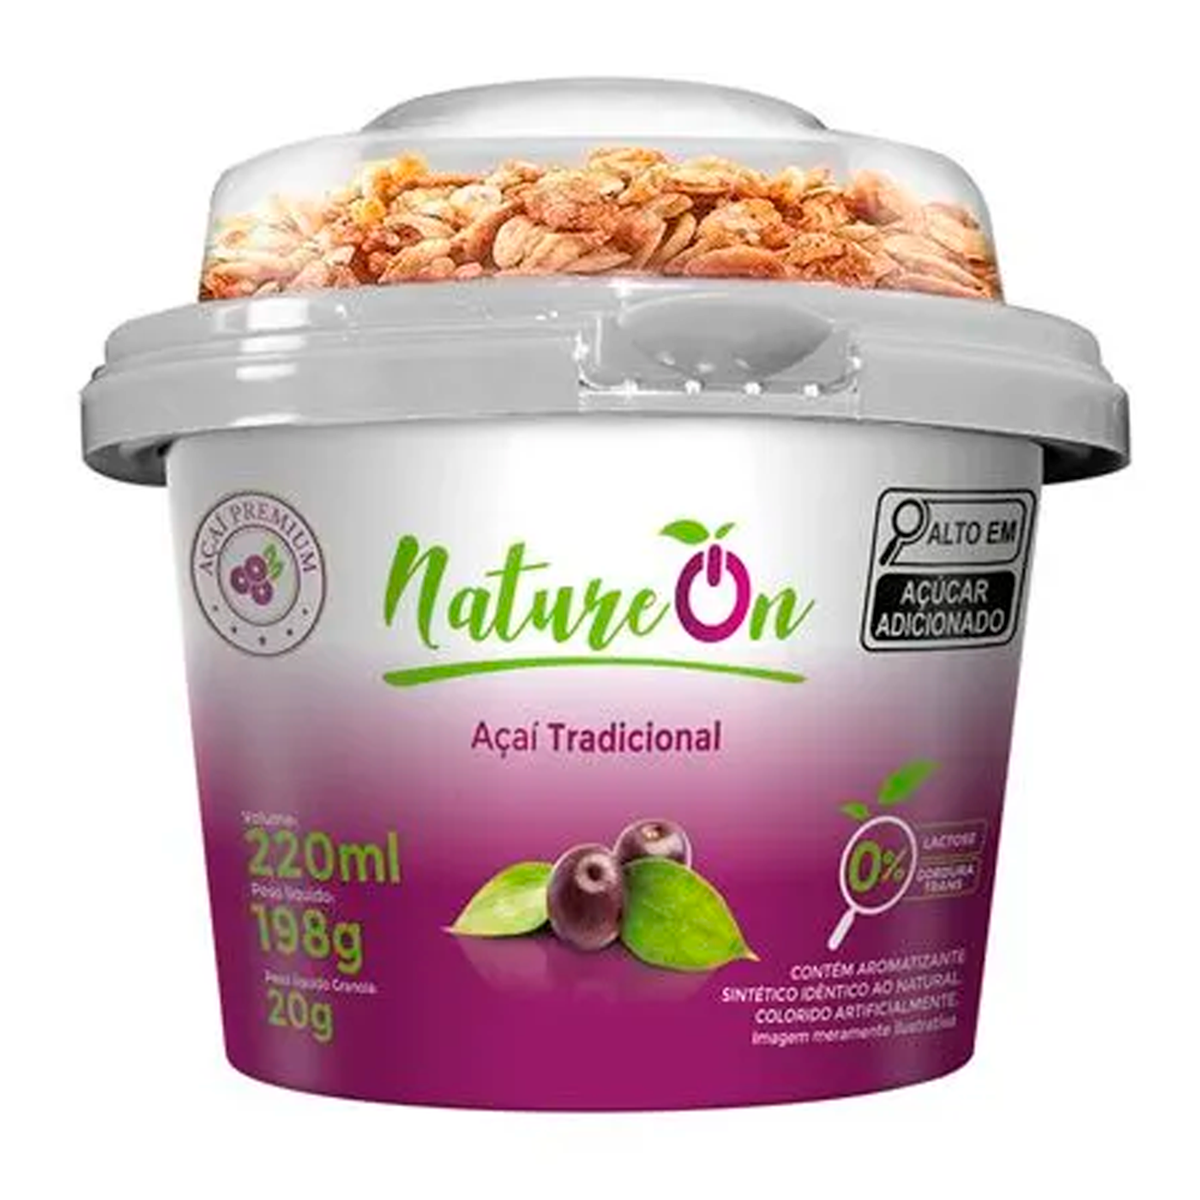 AÇAÍ PREMIUM
NatureOn
ALTO EM
AÇÚCAR
ADICIONADO
Açaí Tradicional
Volume:
220ml
Peso líquido:
198g
Peso líquido Granola:
20g
0%
LACTOSE
GORDURA
TRANS
CONTÉM AROMATIZANTE
SINTÉTICO IDÊNTICO AO NATURAL.
COLORIDO ARTIFICIALMENTE.
Imagem meramente ilustrativa